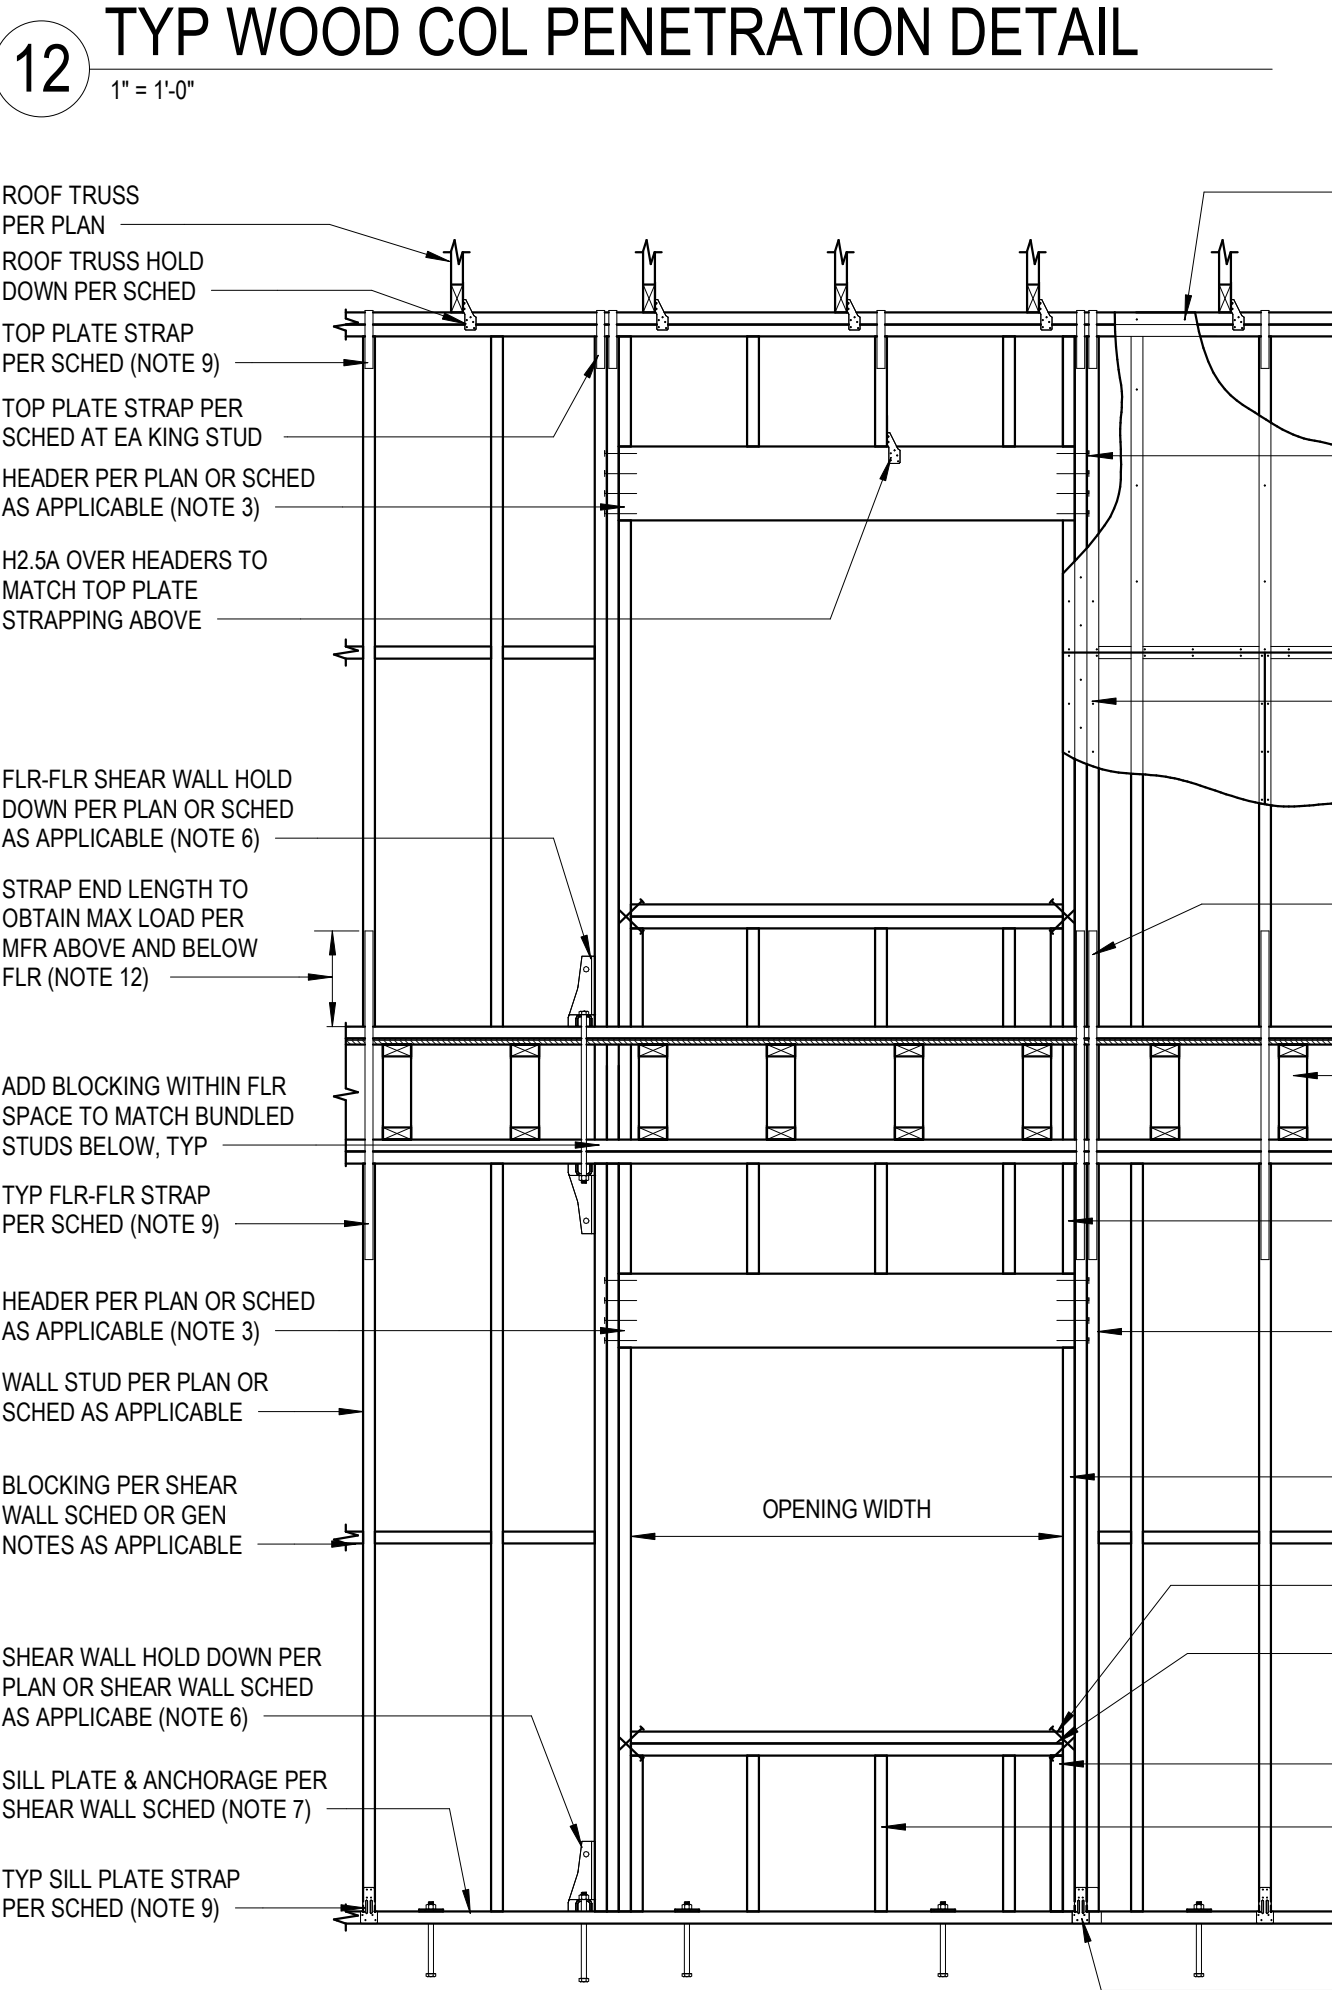 12
TYP WOOD COL PENETRATION DETAIL
1" = 1'-0"
ROOF TRUSS
PER PLAN
ROOF TRUSS HOLD
DOWN PER SCHED
TOP PLATE STRAP
PER SCHED (NOTE 9)
TOP PLATE STRAP PER
SCHED AT EA KING STUD
HEADER PER PLAN OR SCHED
AS APPLICABLE (NOTE 3)
H2.5A OVER HEADERS TO
MATCH TOP PLATE
STRAPPING ABOVE
FLR-FLR SHEAR WALL HOLD
DOWN PER PLAN OR SCHED
AS APPLICABLE (NOTE 6)
STRAP END LENGTH TO
OBTAIN MAX LOAD PER
MFR ABOVE AND BELOW
FLR (NOTE 12)
ADD BLOCKING WITHIN FLR
SPACE TO MATCH BUNDLED
STUDS BELOW, TYP
TYP FLR-FLR STRAP
PER SCHED (NOTE 9)
HEADER PER PLAN OR SCHED
AS APPLICABLE (NOTE 3)
WALL STUD PER PLAN OR
SCHED AS APPLICABLE
BLOCKING PER SHEAR
WALL SCHED OR GEN
NOTES AS APPLICABLE
OPENING WIDTH
SHEAR WALL HOLD DOWN PER
PLAN OR SHEAR WALL SCHED
AS APPLICABE (NOTE 6)
SILL PLATE & ANCHORAGE PER
SHEAR WALL SCHED (NOTE 7)
TYP SILL PLATE STRAP
PER SCHED (NOTE 9)